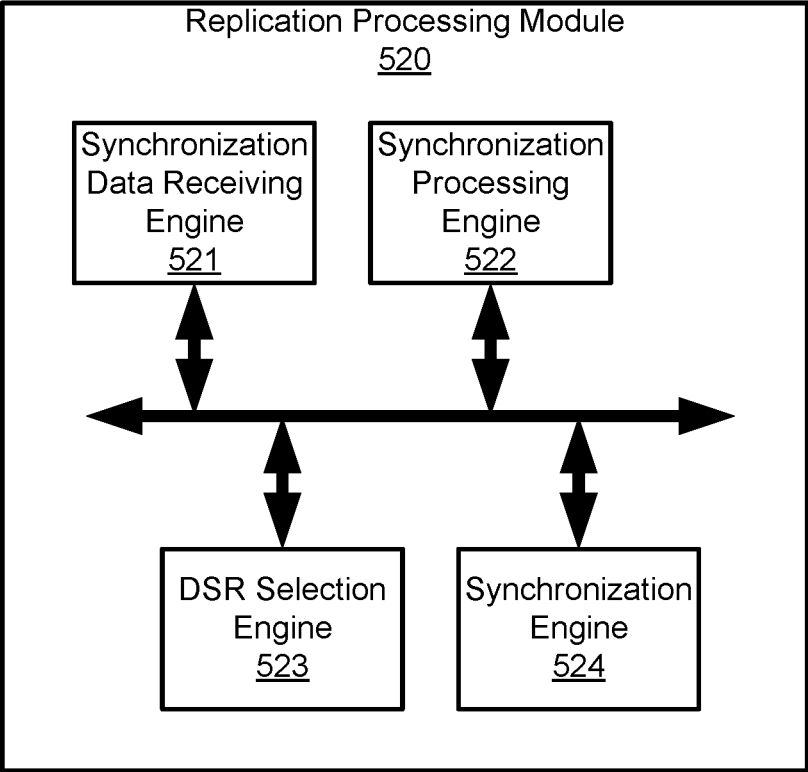 Replication Processing Module
520
Synchronization
Data Receiving
Engine
521
Synchronization
Processing
Engine
522
DSR Selection
Engine
523
Synchronization
Engine
524